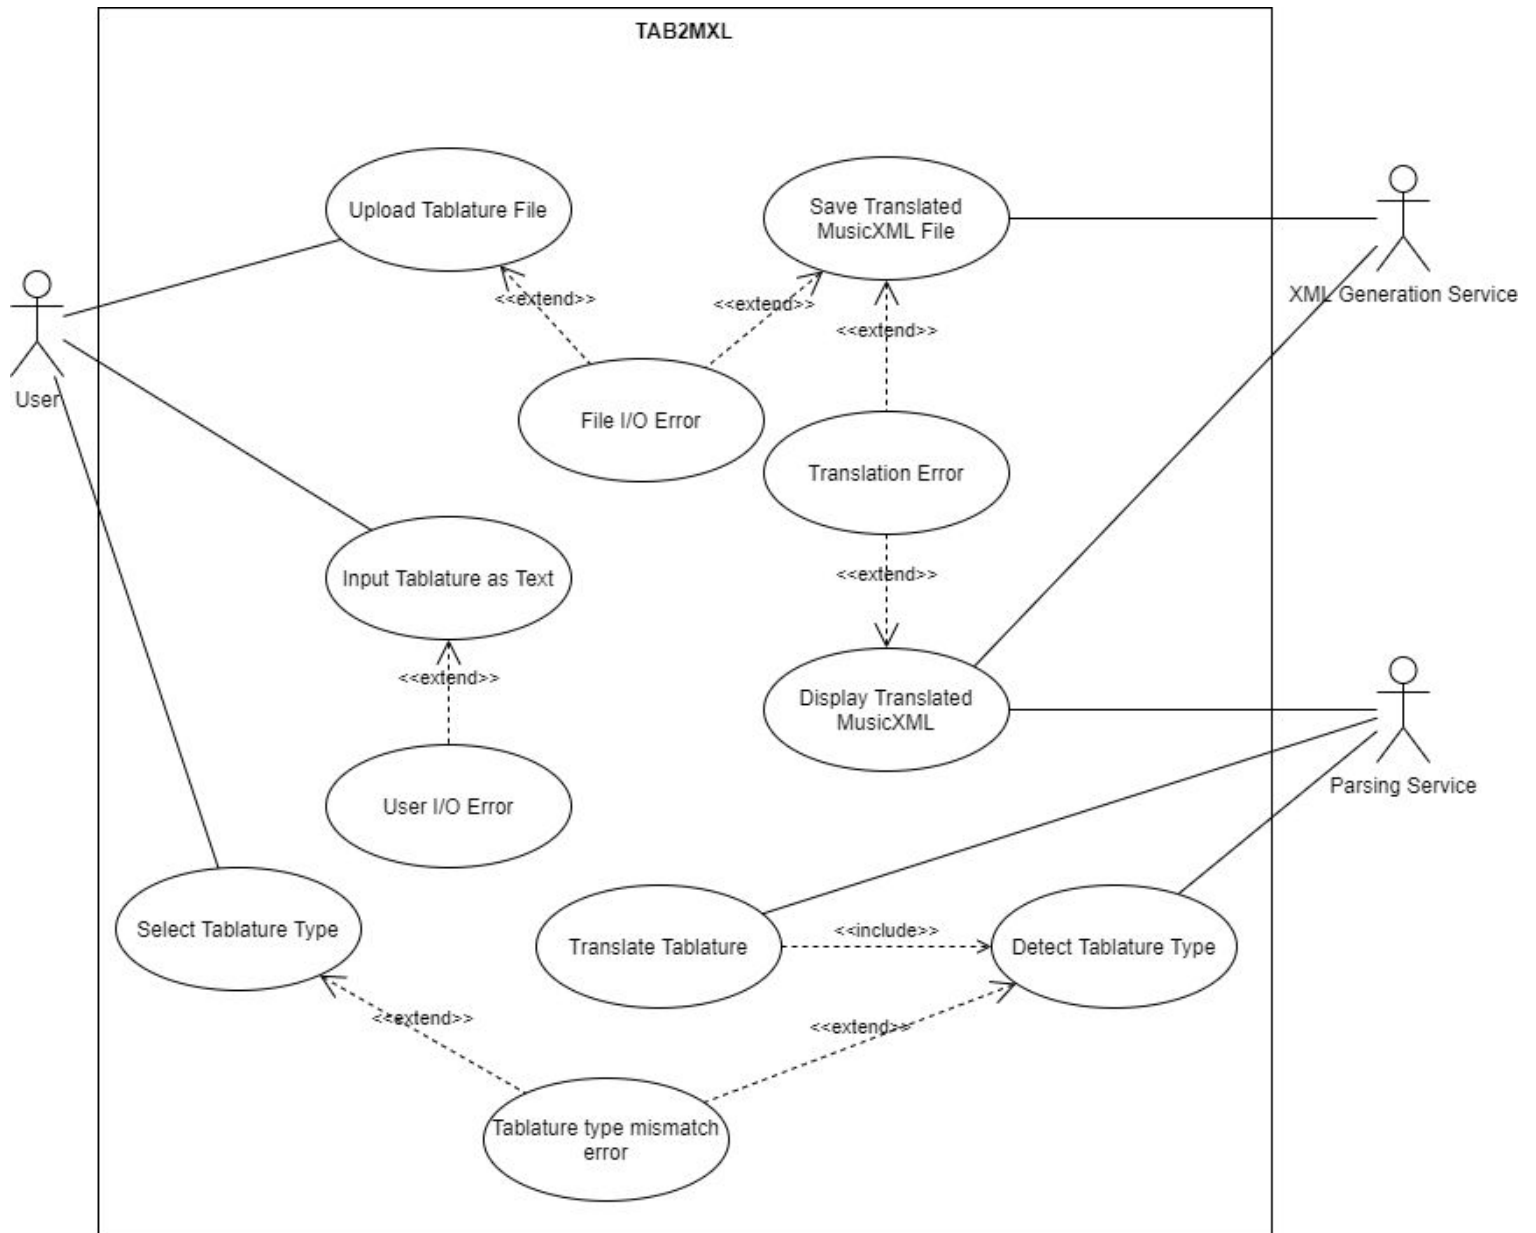 TAB2MXL
Upload Tablature File
Save Translated
MusicXML File
<<extend>>
<<extend>>
<<extend>>
XML Generation Service
User
File I/O Error
Translation Error
Input Tablature as Text
<<extend>>
<<extend>>
Display Translated
MusicXML
User I/O Error
Parsing Service
Select Tablature Type
Translate Tablature
<<include>>
Detect Tablature Type
<<extend>>
<<extend>>
Tablature type mismatch
error